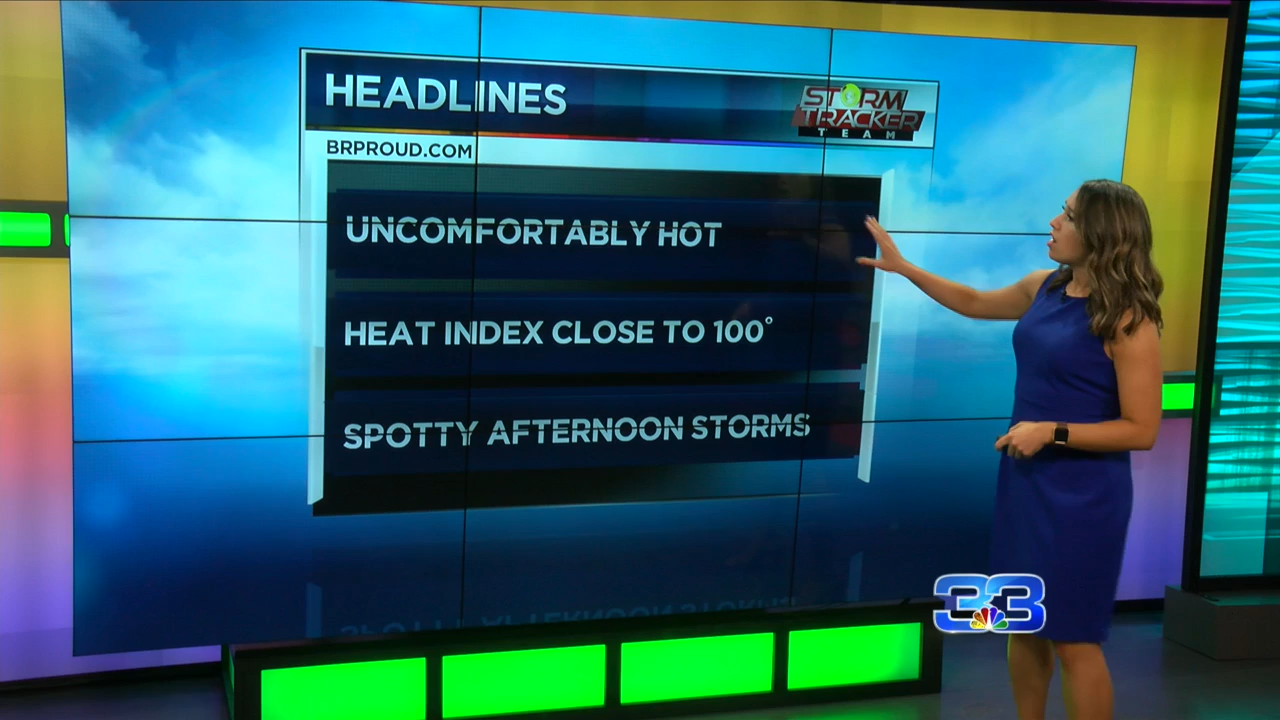 HEADLINES
STORM
TRACKER
TEAM
BRPROUD.COM
UNCOMFORTABLY HOT
HEAT INDEX CLOSE TO 100°
SPOTTY AFTERNOON STORMS
33